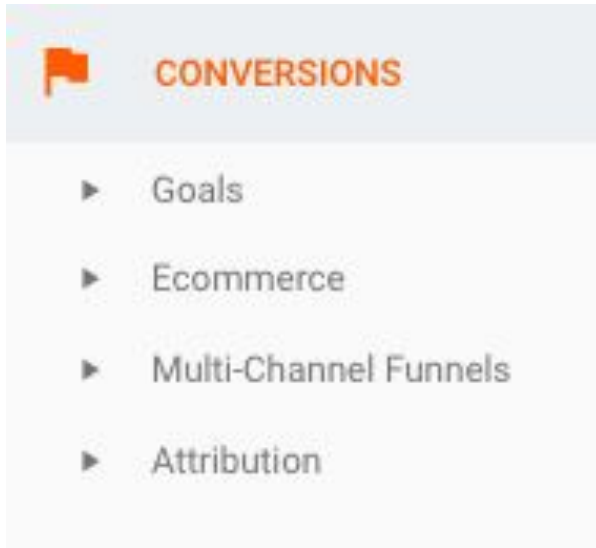 CONVERSIONS
Goals
Ecommerce
Multi-Channel Funnels
Attribution